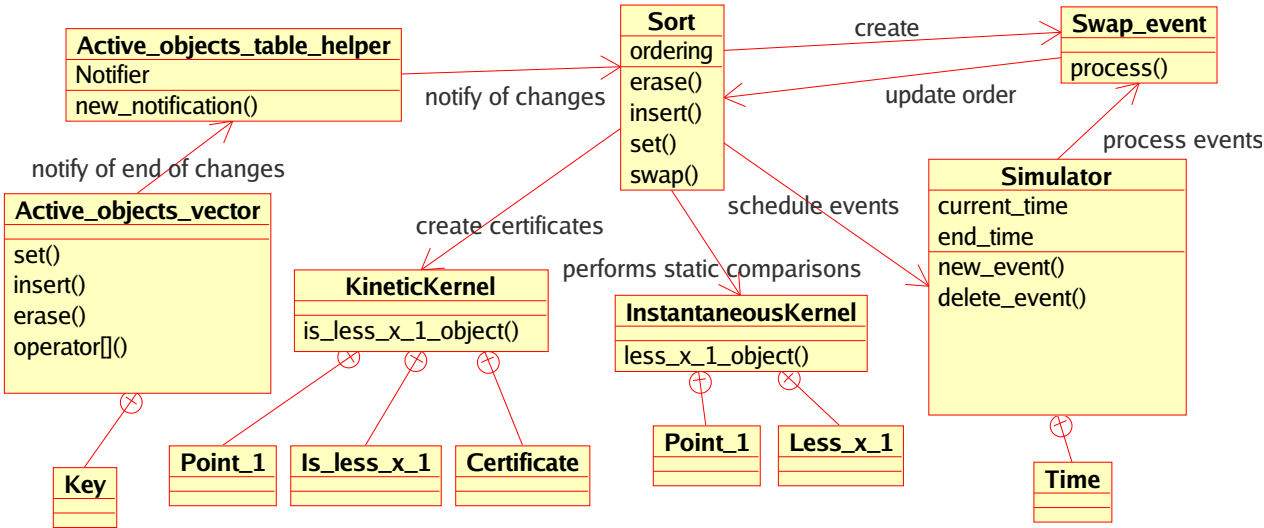 Active_objects_table_helper
Notifier
new_notification()
Sort
ordering
erase()
insert()
set()
swap()
Swap_event
process()
create
update order
notify of changes
process events
notify of end of changes
Active_objects_vector
set()
insert()
erase()
operator[]()
Simulator
current_time
end_time
new_event()
delete_event()
schedule events
create certificates
performs static comparisons
KineticKernel
is_less_x_1_object()
InstantaneousKernel
less_x_1_object()
Key
Point_1
Is_less_x_1
Certificate
Point_1
Less_x_1
Time